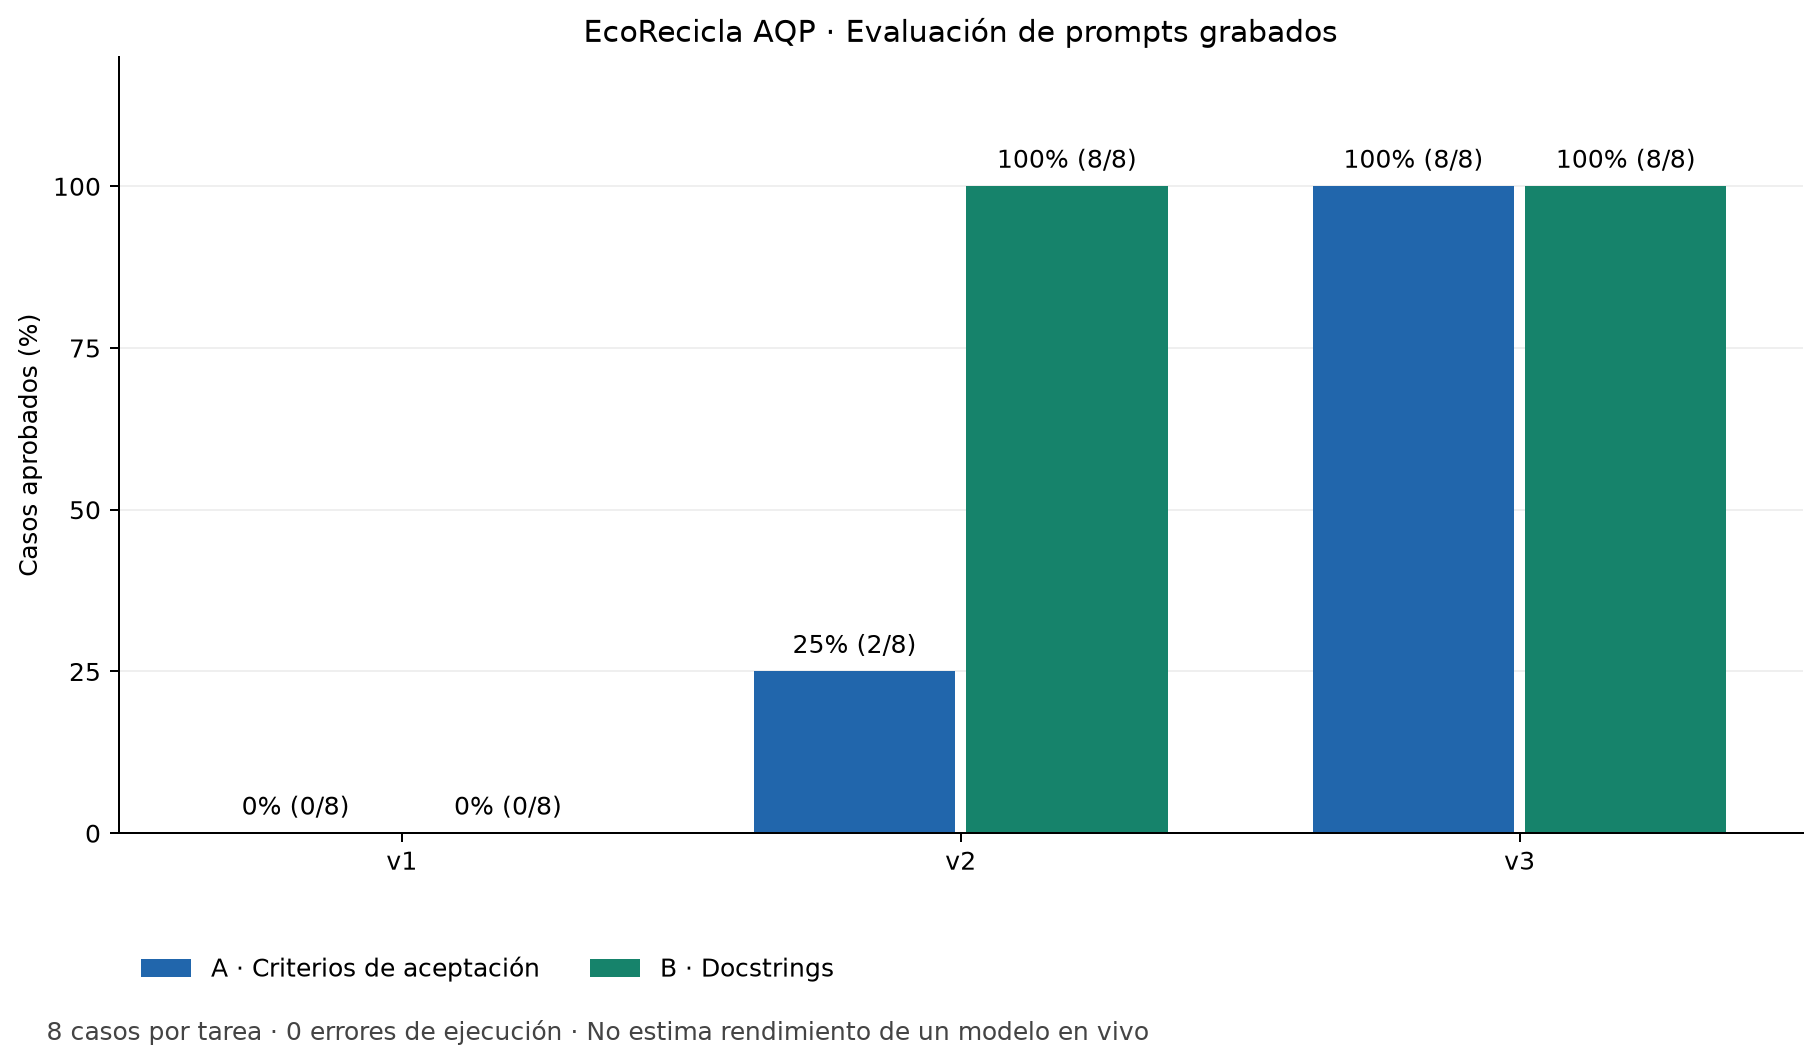 EcoRecicla AQP · Evaluación de prompts grabados
Casos aprobados (%)
100
75
50
25
0
0% (0/8)
0% (0/8)
25% (2/8)
100% (8/8)
100% (8/8)
100% (8/8)
v1
v2
v3
A · Criterios de aceptación
B · Docstrings
8 casos por tarea · 0 errores de ejecución · No estima rendimiento de un modelo en vivo